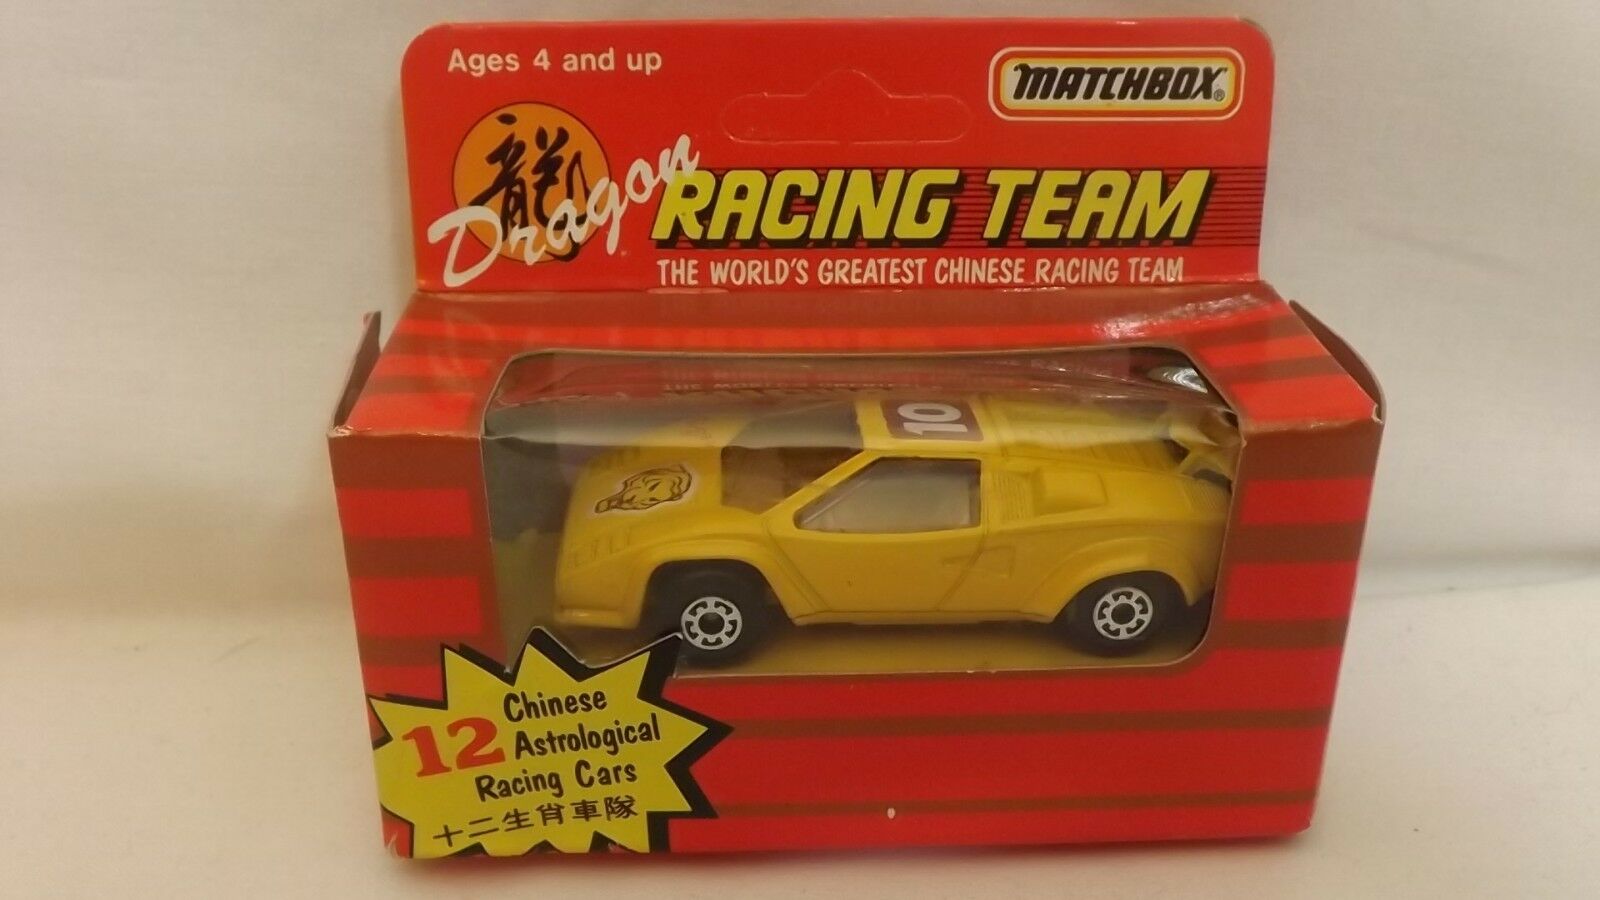 Ages 4 and up
MATCHBOX®
龍
Dragon
RACING TEAM
THE WORLD'S GREATEST CHINESE RACING TEAM
10
12 Chinese
Astrological
Racing Cars
十二生肖車隊